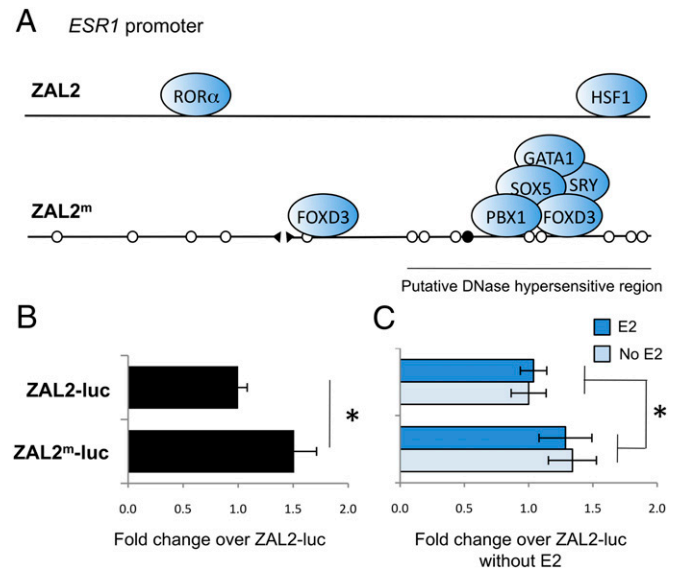 A
ESR1 promoter
ZAL2
RORα
HSF1
GATA1
SOX5 SRY
ZAL2ᵐ
FOXD3
PBX1 FOXD3
Putative DNase hypersensitive region
B
ZAL2-luc
ZAL2ᵐ-luc
*
0.0 0.5 1.0 1.5 2.0
Fold change over ZAL2-luc
C
E2
No E2
*
0.0 0.5 1.0 1.5 2.0
Fold change over ZAL2-luc
without E2